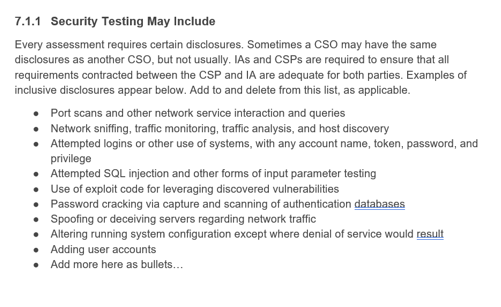 7.1.1 Security Testing May Include
Every assessment requires certain disclosures. Sometimes a CSO may have the same
disclosures as another CSO, but not usually. IAs and CSPs are required to ensure that all
requirements contracted between the CSP and IA are adequate for both parties. Examples of
inclusive disclosures appear below. Add to and delete from this list, as applicable.
● Port scans and other network service interaction and queries
● Network sniffing, traffic monitoring, traffic analysis, and host discovery
● Attempted logins or other use of systems, with any account name, token, password, and
privilege
● Attempted SQL injection and other forms of input parameter testing
● Use of exploit code for leveraging discovered vulnerabilities
● Password cracking via capture and scanning of authentication databases
● Spoofing or deceiving servers regarding network traffic
● Altering running system configuration except where denial of service would result
● Adding user accounts
● Add more here as bullets…